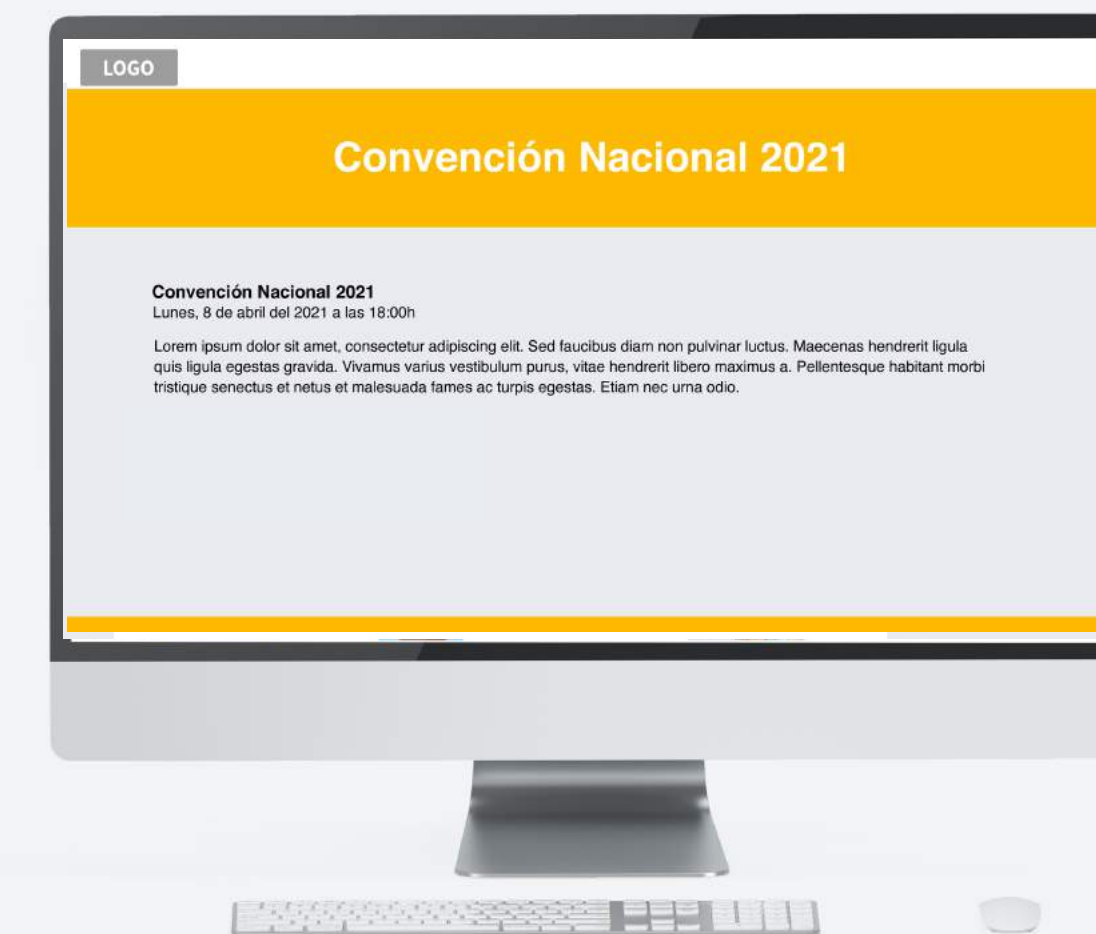 LOGO
Convención Nacional 2021
Convención Nacional 2021
Lunes, 8 de abril del 2021 a las 18:00h
Lorem ipsum dolor sit amet, consectetur adipiscing elit. Sed faucibus diam non pulvinar luctus. Maecenas hendrerit ligula
quis ligula egestas gravida. Vivamus varius vestibulum purus, vitae hendrerit libero maximus a. Pellentesque habitant morbi
tristique senectus et netus et malesuada fames ac turpis egestas. Etiam nec urna odio.